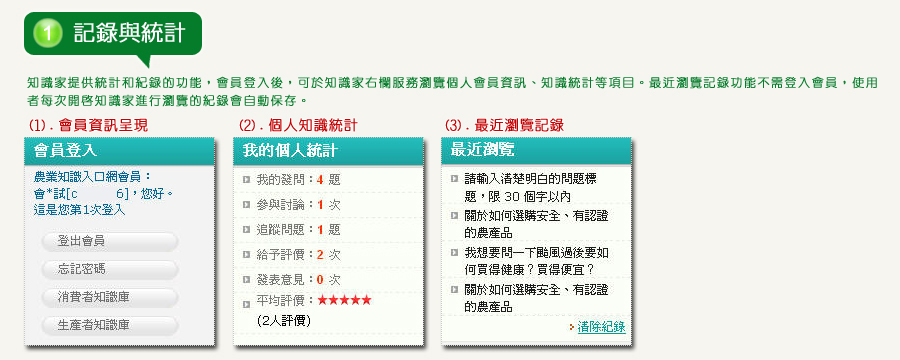 1 記錄與統計
知識家提供統計和紀錄的功能，會員登入後，可於知識家右欄服務瀏覽個人會員資訊、知識統計等項目。最近瀏覽記錄功能不需登入會員，使用
者每次開啓知識家進行瀏覽的紀錄會自動保存。
(1). 會員資訊呈現
會員登入
農業知識入口網會員：
會*試[c 6]，您好。
這是您第1次登入
登出會員
忘記密碼
消費者知識庫
生產者知識庫
(2). 個人知識統計
我的個人統計
我的發問：4 題
參與討論：1 次
追蹤問題：1 題
給予評價：2 次
發表意見：0 次
平均評價：★★★★★
(2人評價)
(3). 最近瀏覽記錄
最近瀏覽
請輸入清楚明白的問題標
題，限 30 個字以內
關於如何選購安全、有認證
的農產品
我想要問一下颱風過後要如
何買得健康？買得便宜？
關於如何選購安全、有認證
的農產品
清除紀錄